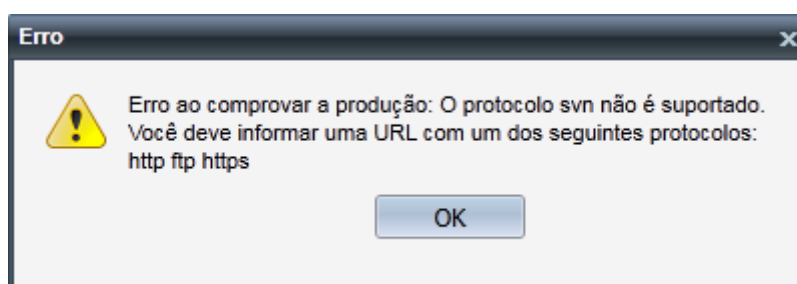 Erro
Erro ao comprovar a produção: O protocolo svn não é suportado.
Você deve informar uma URL com um dos seguintes protocolos:
http ftp https
OK